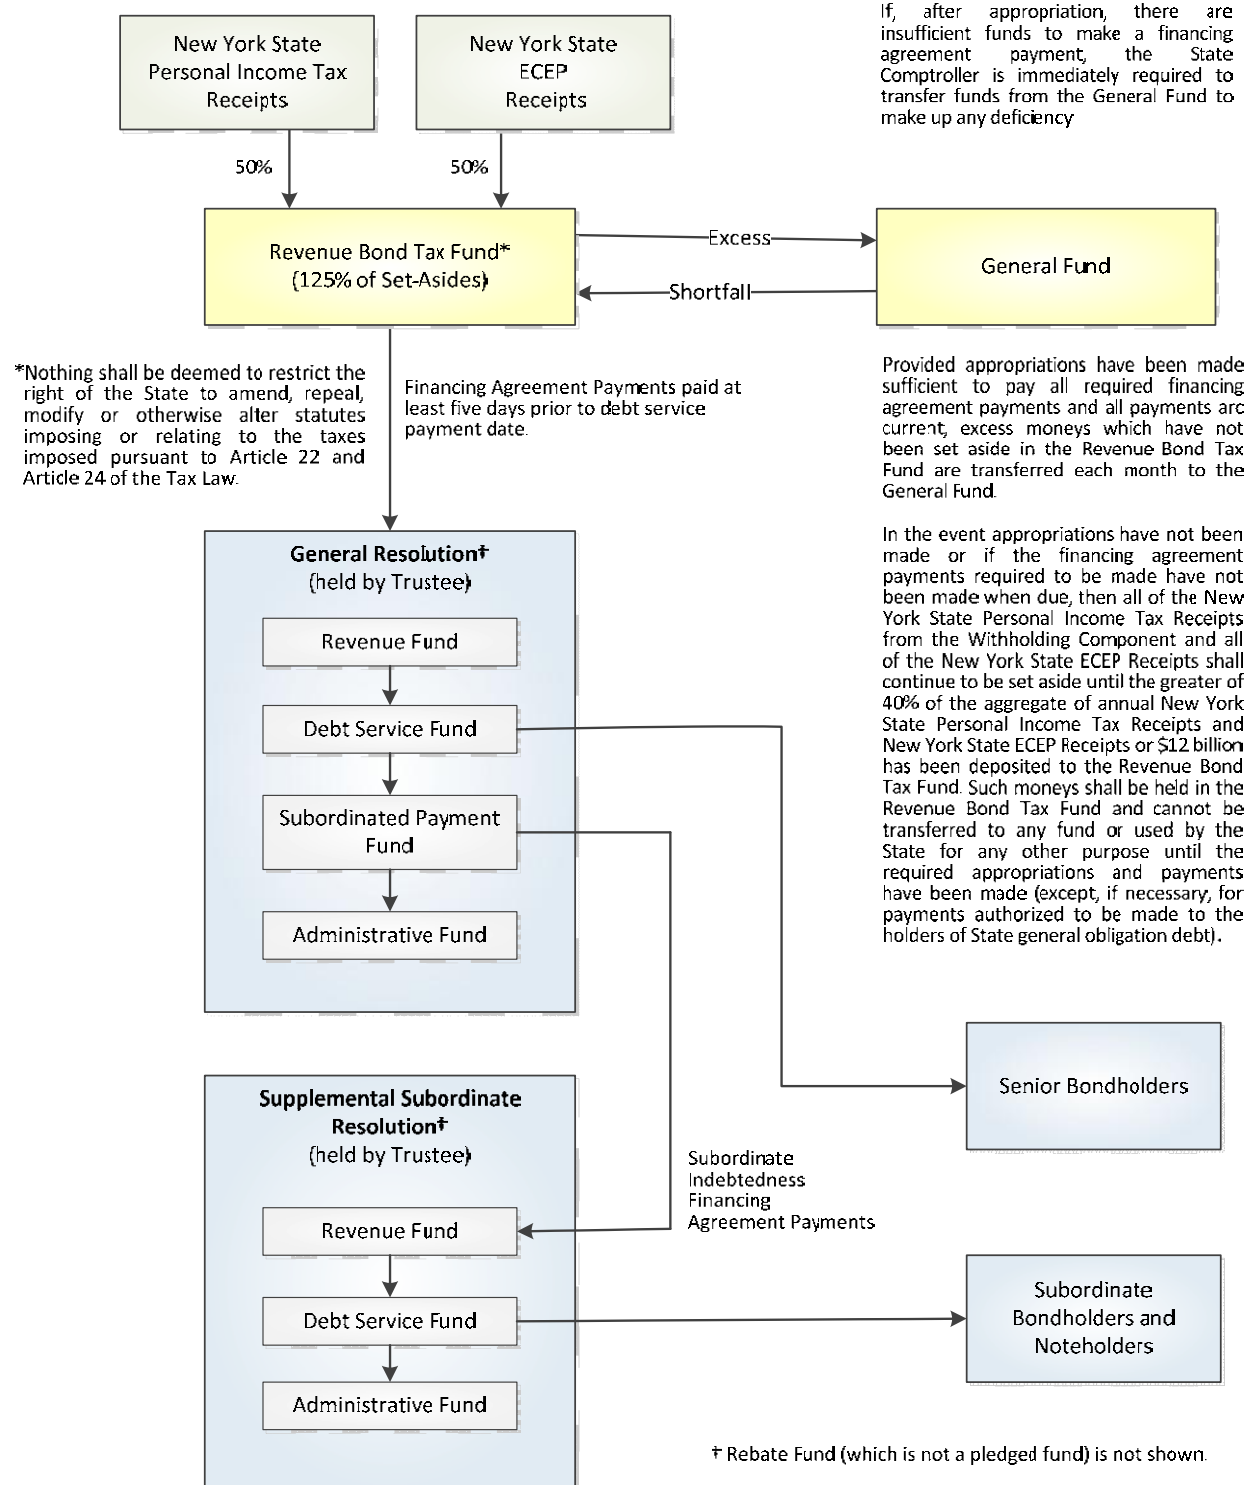 New York State
Personal Income Tax
Receipts
New York State
ECEP
Receipts
If, after appropriation, there are
insufficient funds to make a financing
agreement payment, the State
Comptroller is immediately required to
transfer funds from the General Fund to
make up any deficiency
50%
50%
Revenue Bond Tax Fund*
(125% of Set-Asides)
Excess
Shortfall
General Fund
*Nothing shall be deemed to restrict the
right of the State to amend, repeal,
modify or otherwise alter statutes
imposing or relating to the taxes
imposed pursuant to Article 22 and
Article 24 of the Tax Law.
Financing Agreement Payments paid at
least five days prior to debt service
payment date.
Provided appropriations have been made
sufficient to pay all required financing
agreement payments and all payments are
current, excess moneys which have not
been set aside in the Revenue Bond Tax
Fund are transferred each month to the
General Fund.
In the event appropriations have not been
made or if the financing agreement
payments required to be made have not
been made when due, then all of the New
York State Personal Income Tax Receipts
from the Withholding Component and all
of the New York State ECEP Receipts shall
continue to be set aside until the greater of
40% of the aggregate of annual New York
State Personal Income Tax Receipts and
New York State ECEP Receipts or $12 billion
has been deposited to the Revenue Bond
Tax Fund. Such moneys shall be held in the
Revenue Bond Tax Fund and cannot be
transferred to any fund or used by the
State for any other purpose until the
required appropriations and payments
have been made (except, if necessary, for
payments authorized to be made to the
holders of State general obligation debt).
General Resolution†
(held by Trustee)
Revenue Fund
Debt Service Fund
Subordinated Payment
Fund
Administrative Fund
Senior Bondholders
Supplemental Subordinate
Resolution†
(held by Trustee)
Subordinate
Indebtedness
Financing
Agreement Payments
Revenue Fund
Debt Service Fund
Administrative Fund
Subordinate
Bondholders and
Noteholders
† Rebate Fund (which is not a pledged fund) is not shown.